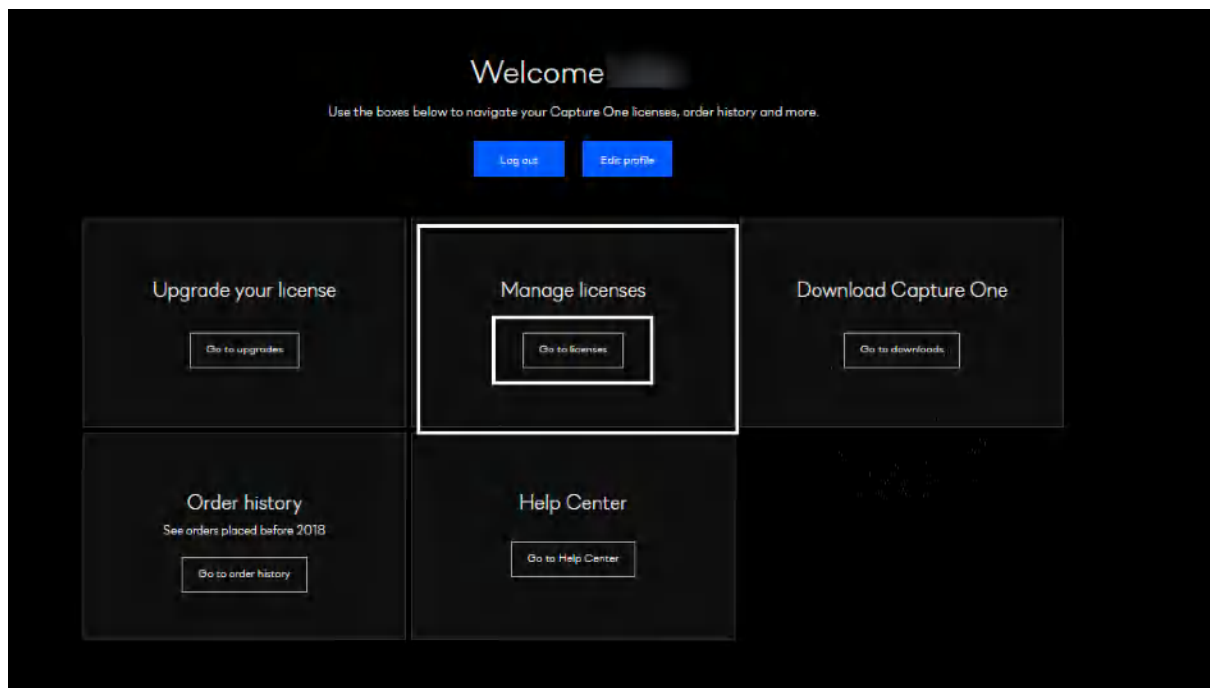 Welcome
Use the boxes below to navigate your Capture One licenses, order history and more.
Log out
Edit profile
Upgrade your license
Go to upgrades
Manage licenses
Go to licenses
Download Capture One
Go to downloads
Order history
See orders placed before 2018
Go to order history
Help Center
Go to Help Center